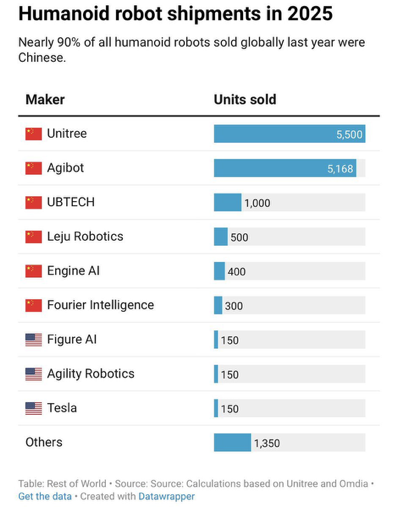 Humanoid robot shipments in 2025
Nearly 90% of all humanoid robots sold globally last year were
Chinese.
Maker Units sold
Unitree 5,500
Agibot 5,168
UBTECH 1,000
Leju Robotics 500
Engine AI 400
Fourier Intelligence 300
Figure AI 150
Agility Robotics 150
Tesla 150
Others 1,350
Table: Rest of World • Source: Source: Calculations based on Unitree and Omdia •
Get the data • Created with Datawrapper